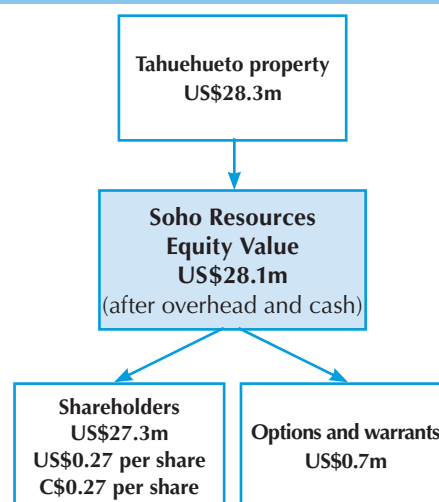 Tahuehueto property
US$28.3m
Soho Resources
Equity Value
US$28.1m
(after overhead and cash)
Shareholders
US$27.3m
US$0.27 per share
C$0.27 per share
Options and warrants
US$0.7m